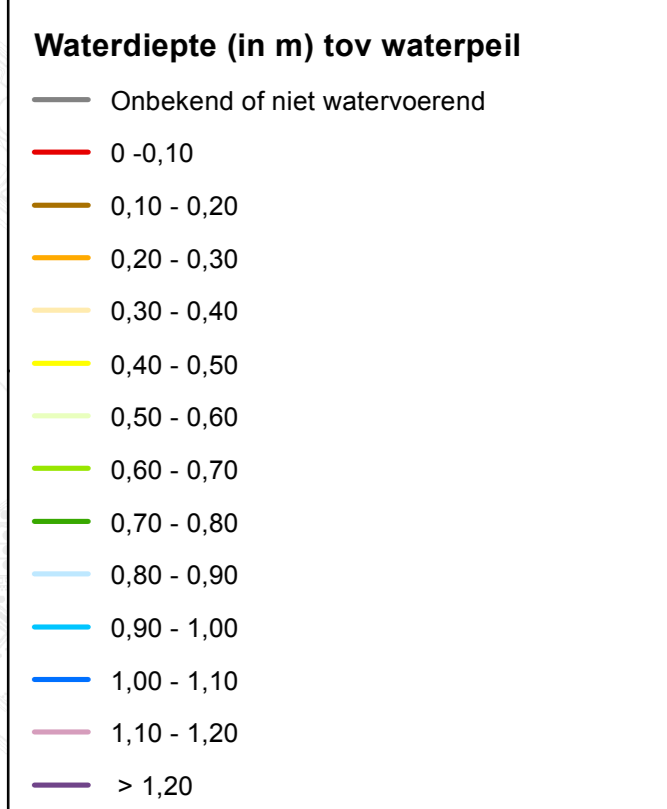 Waterdiepte (in m) tov waterpeil
Onbekend of niet watervoerend
0 -0,10
0,10 - 0,20
0,20 - 0,30
0,30 - 0,40
0,40 - 0,50
0,50 - 0,60
0,60 - 0,70
0,70 - 0,80
0,80 - 0,90
0,90 - 1,00
1,00 - 1,10
1,10 - 1,20
> 1,20